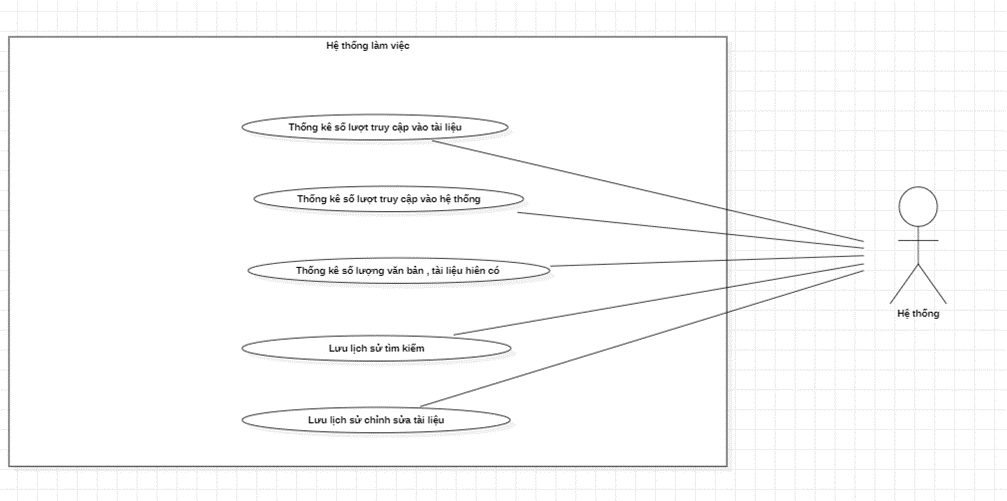 Hệ thống làm việc
Thống kê số lượt truy cập vào tài liệu
Thống kê số lượt truy cập vào hệ thống
Thống kê số lượng văn bản , tài liệu hiên có
Lưu lịch sử tìm kiếm
Lưu lịch sử chỉnh sửa tài liệu
Hệ thống